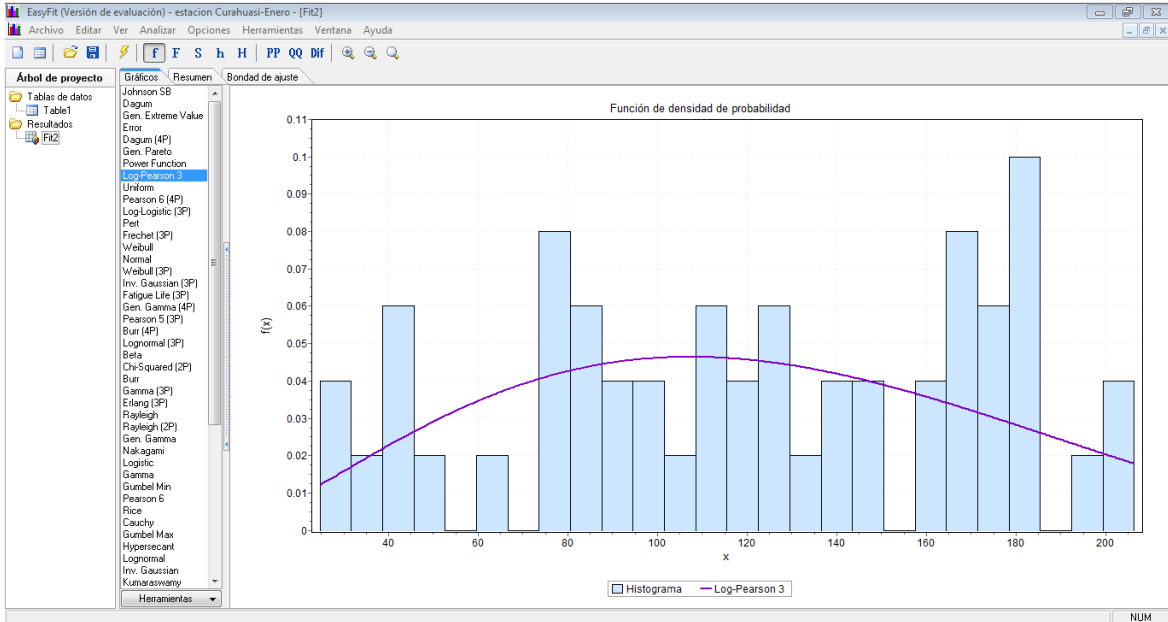 EasyFit (Versión de evaluación) - estacion Curahuasi-Enero - [Fit2]
Archivo Editar Ver Analizar Opciones Herramientas Ventana Ayuda
f F S h H PP QQ Dif
Árbol de proyecto
Tablas de datos
Table1
Resultados
Fit2
Gráficos Resumen Bondad de ajuste
Johnson SB
Dagum
Gen. Extreme Value
Error
Dagum (4P)
Gen. Pareto
Power Function
Log-Pearson 3
Uniform
Pearson 6 (4P)
Log-Logistic (3P)
Pert
Frechet (3P)
Weibull
Normal
Weibull (3P)
Inv. Gaussian (3P)
Fatigue Life (3P)
Gen. Gamma (4P)
Pearson 5 (3P)
Burr (4P)
Lognormal (3P)
Beta
Chi-Squared (2P)
Burr
Gamma (3P)
Erlang (3P)
Rayleigh
Rayleigh (2P)
Gen. Gamma
Nakagami
Logistic
Gamma
Gumbel Min
Pearson 6
Rice
Cauchy
Gumbel Max
Hypersecant
Lognormal
Inv. Gaussian
Kumaraswamy
Herramientas
Función de densidad de probabilidad
f(x)
0.11
0.1
0.09
0.08
0.07
0.06
0.05
0.04
0.03
0.02
0.01
0
40 60 80 100 120 140 160 180 200
x
Histograma Log-Pearson 3
NUM